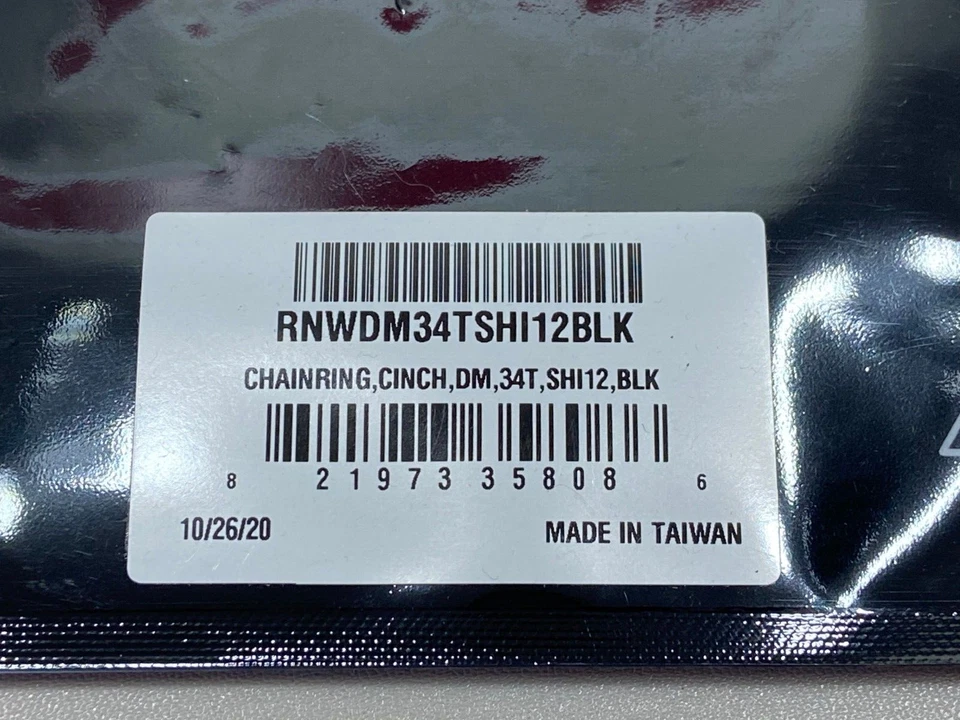 RNWDM34TSHI12BLK
CHAINRING,CINCH,DM,34T,SHI12,BLK
8 21973 35808 6
10/26/20 MADE IN TAIWAN